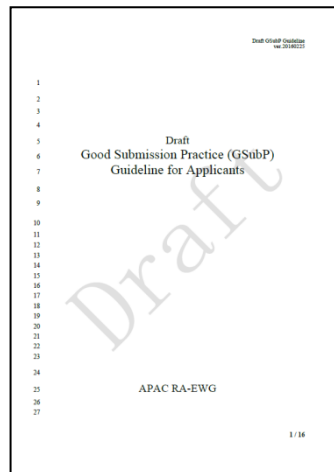 Draft GSubP Guideline
ver.20160225
1
2
3
4
5 Draft
6 Good Submission Practice (GSubP)
7 Guideline for Applicants
8
9
10
11
12
13
14
15
16
17
18
19
20
21
22
23
24
25 APAC RA-EWG
26
27
Draft
1 / 16